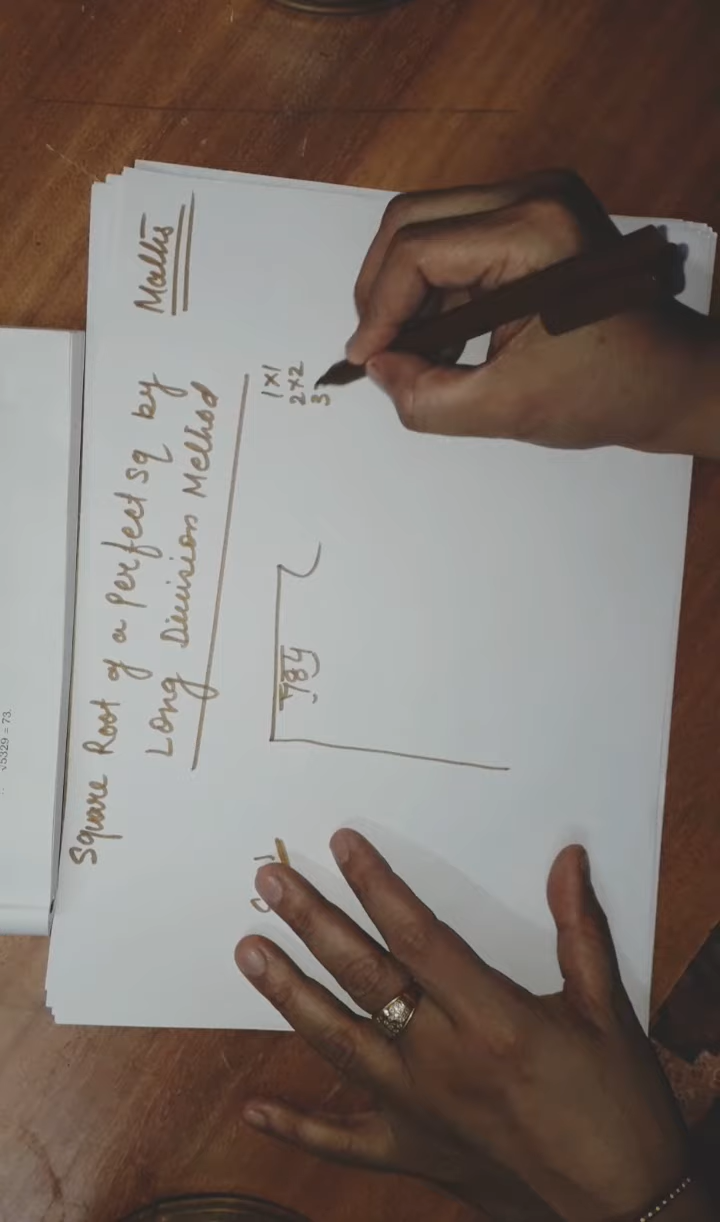 Maths
Square Root of a perfect sq by
Long Division Method
784
1×1
2×2
3
√5329 = 73.